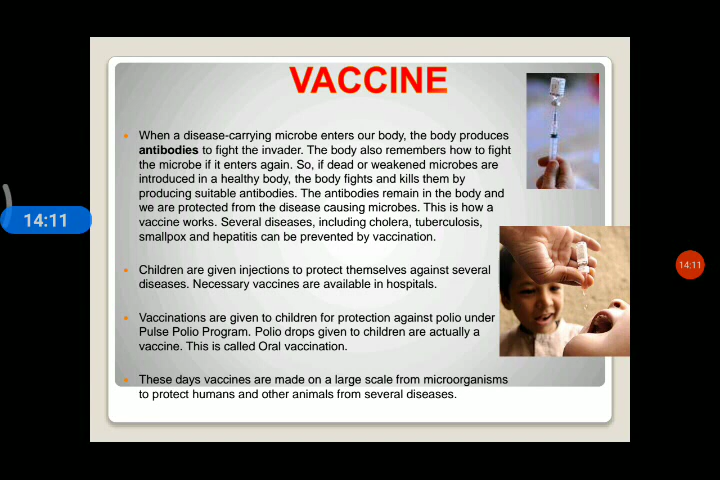 VACCINE
When a disease-carrying microbe enters our body, the body produces
antibodies to fight the invader. The body also remembers how to fight
the microbe if it enters again. So, if dead or weakened microbes are
introduced in a healthy body, the body fights and kills them by
producing suitable antibodies. The antibodies remain in the body and
we are protected from the disease causing microbes. This is how a
vaccine works. Several diseases, including cholera, tuberculosis,
smallpox and hepatitis can be prevented by vaccination.
Children are given injections to protect themselves against several
diseases. Necessary vaccines are available in hospitals.
Vaccinations are given to children for protection against polio under
Pulse Polio Program. Polio drops given to children are actually a
vaccine. This is called Oral vaccination.
These days vaccines are made on a large scale from microorganisms
to protect humans and other animals from several diseases.
14:11
14:11